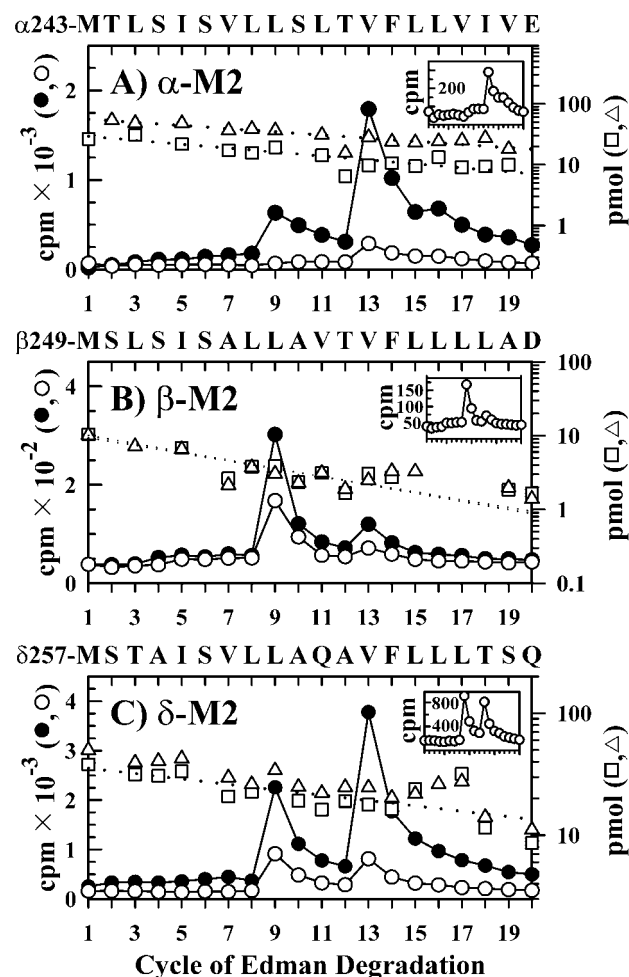 α243-MTLSISVLLSLTVFLLVIVE
A) α-M2
cpm × 10⁻³ (●,○)
2
1
0
cpm
200
100
10
1
pmol (□,△)
1 3 5 7 9 11 13 15 17 19
β249-MSLSISALLAVTVFLLLLAD
B) β-M2
cpm × 10⁻² (●,○)
4
2
0
cpm
150
100
50
100
10
1
0.1
pmol (□,△)
1 3 5 7 9 11 13 15 17 19
δ257-MSTAISVLLAQAVFLLLTSQ
C) δ-M2
cpm × 10⁻³ (●,○)
4
3
2
1
0
cpm
800
400
100
10
pmol (□,△)
1 3 5 7 9 11 13 15 17 19
Cycle of Edman Degradation